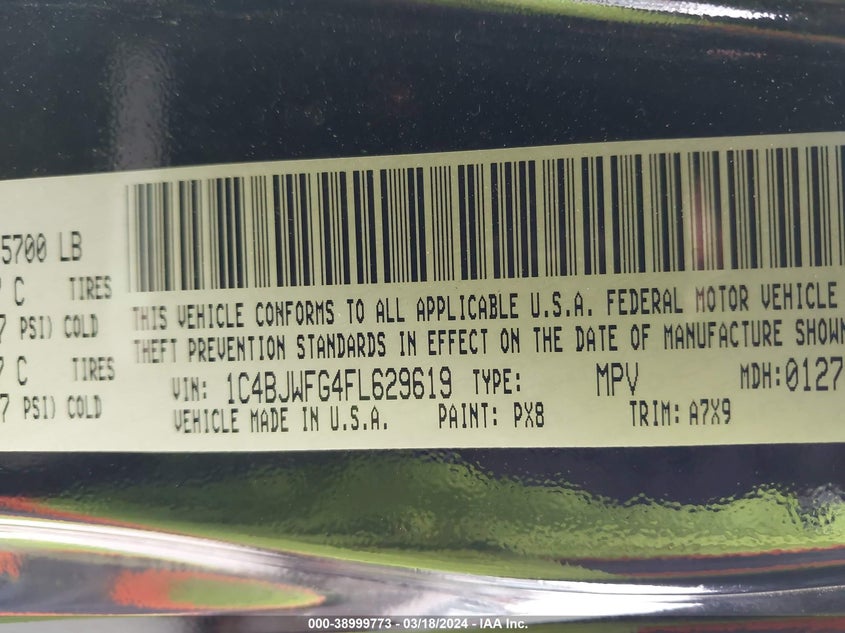 5700 LB
C TIRES
PSI) COLD
C TIRES
PSI) COLD
THIS VEHICLE CONFORMS TO ALL APPLICABLE U.S.A. FEDERAL MOTOR VEHICLE
THEFT PREVENTION STANDARDS IN EFFECT ON THE DATE OF MANUFACTURE SHOWN
VIN: 1C4BJWFG4FL629619 TYPE: MPV MDH:0127
VEHICLE MADE IN U.S.A. PAINT: PX8 TRIM: A7X9
000-38999773 — 03/18/2024 — IAA Inc.